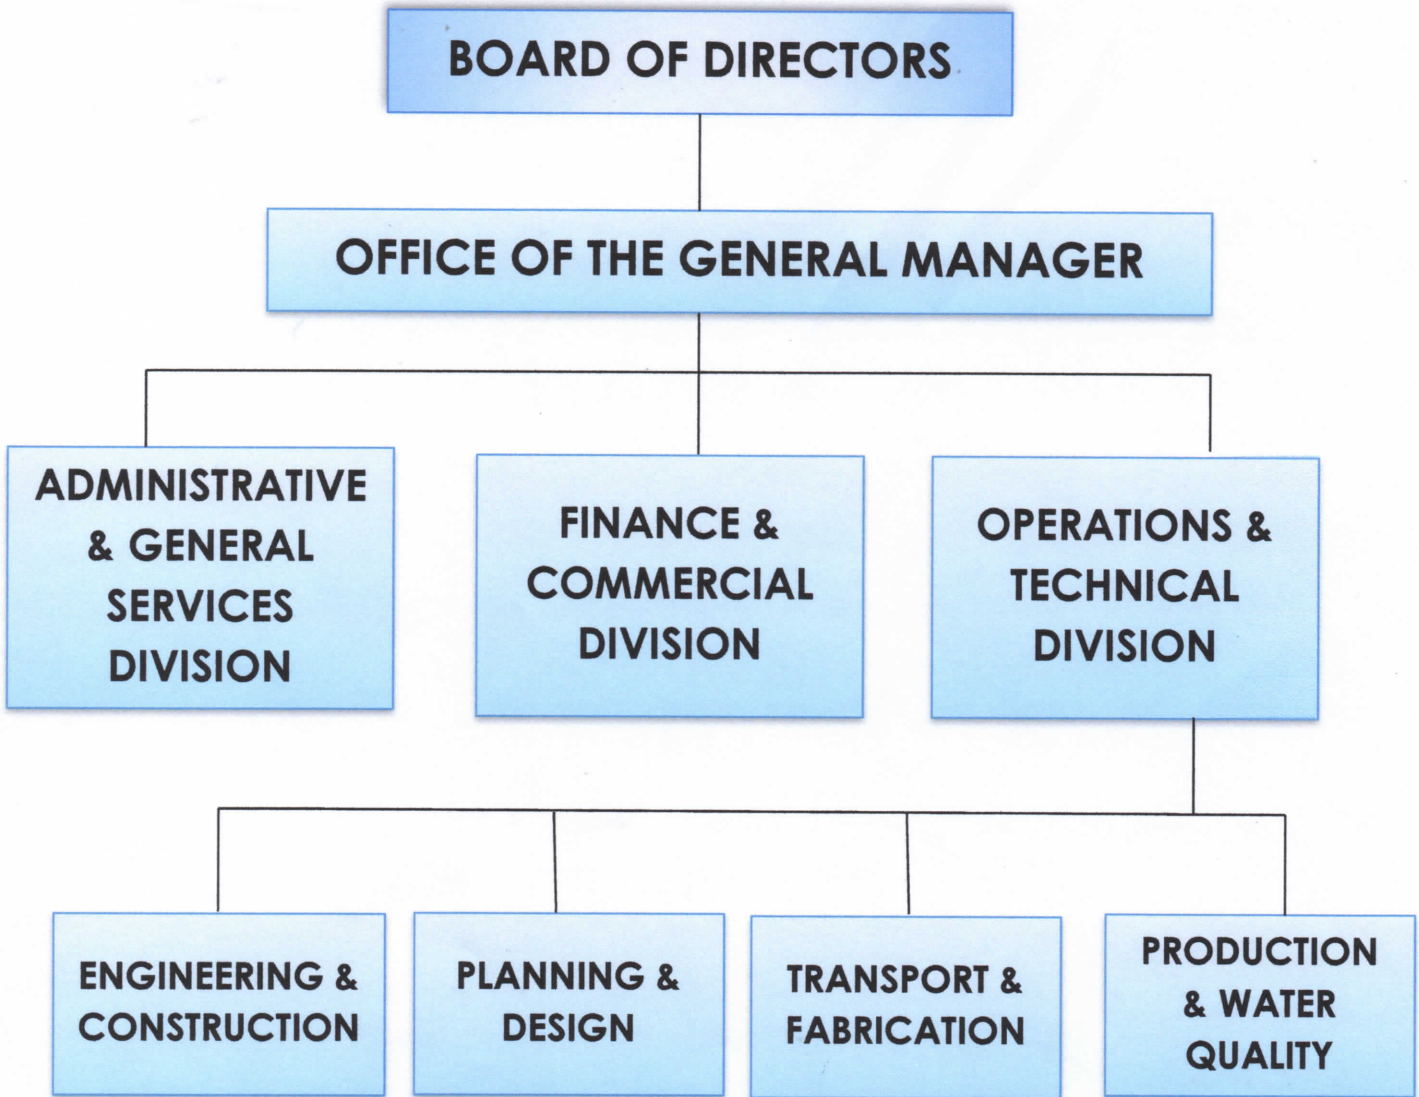 BOARD OF DIRECTORS
OFFICE OF THE GENERAL MANAGER
ADMINISTRATIVE
& GENERAL
SERVICES
DIVISION
FINANCE &
COMMERCIAL
DIVISION
OPERATIONS &
TECHNICAL
DIVISION
ENGINEERING &
CONSTRUCTION
PLANNING &
DESIGN
TRANSPORT &
FABRICATION
PRODUCTION
& WATER
QUALITY